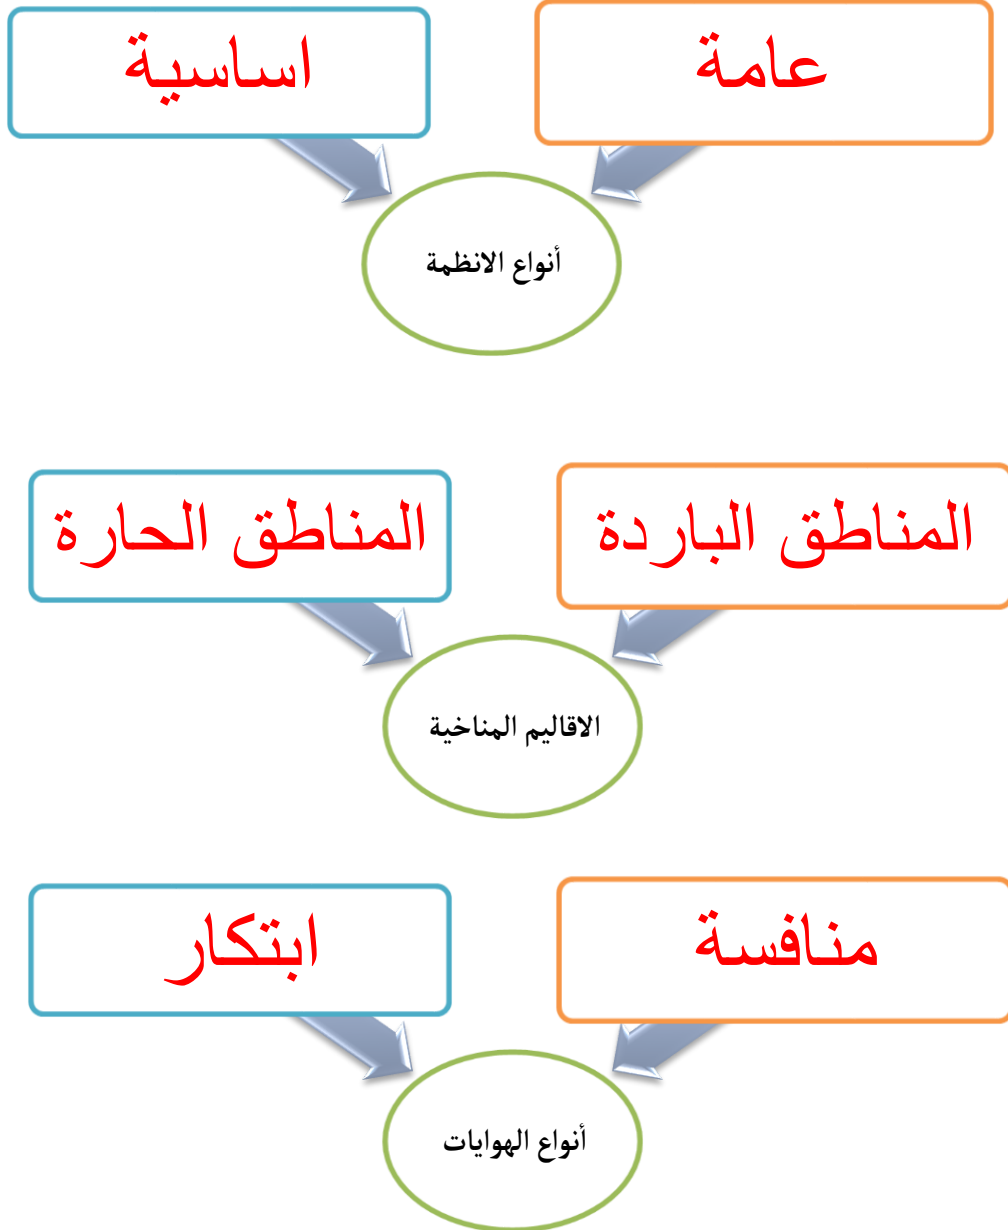 عامة
اساسية
أنواع الانظمة
المناطق الباردة
المناطق الحارة
الاقاليم المناخية
منافسة
ابتكار
أنواع الهوايات